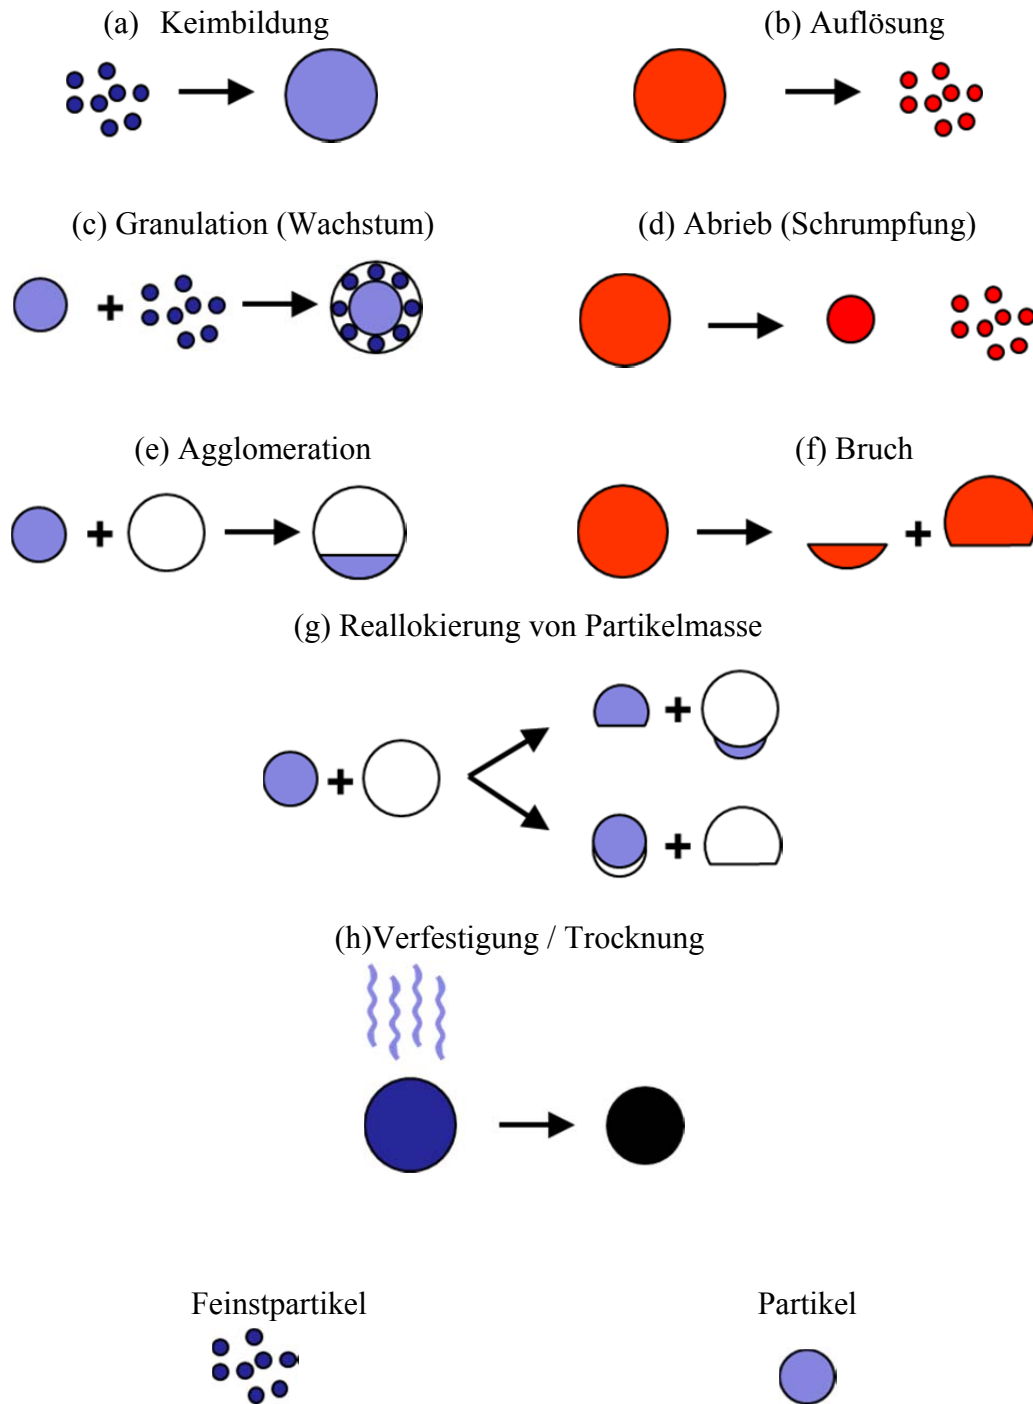 (a) Keimbildung
(b) Auflösung
(c) Granulation (Wachstum)
(d) Abrieb (Schrumpfung)
(e) Agglomeration
(f) Bruch
(g) Reallokierung von Partikelmasse
(h)Verfestigung / Trocknung
Feinstpartikel
Partikel